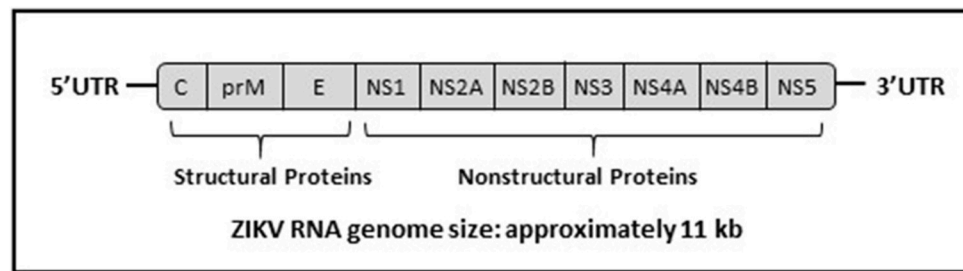 5’UTR C prM E NS1 NS2A NS2B NS3 NS4A NS4B NS5 3’UTR
Structural Proteins Nonstructural Proteins
ZIKV RNA genome size: approximately 11 kb